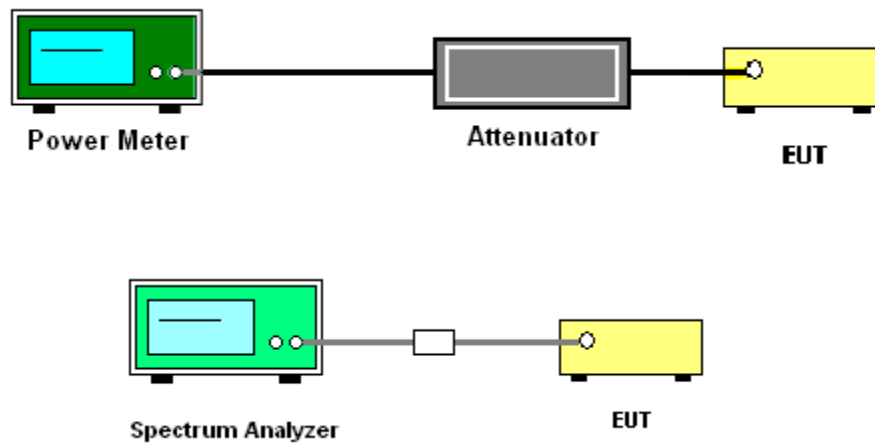 Power Meter
Attenuator
EUT
Spectrum Analyzer
EUT